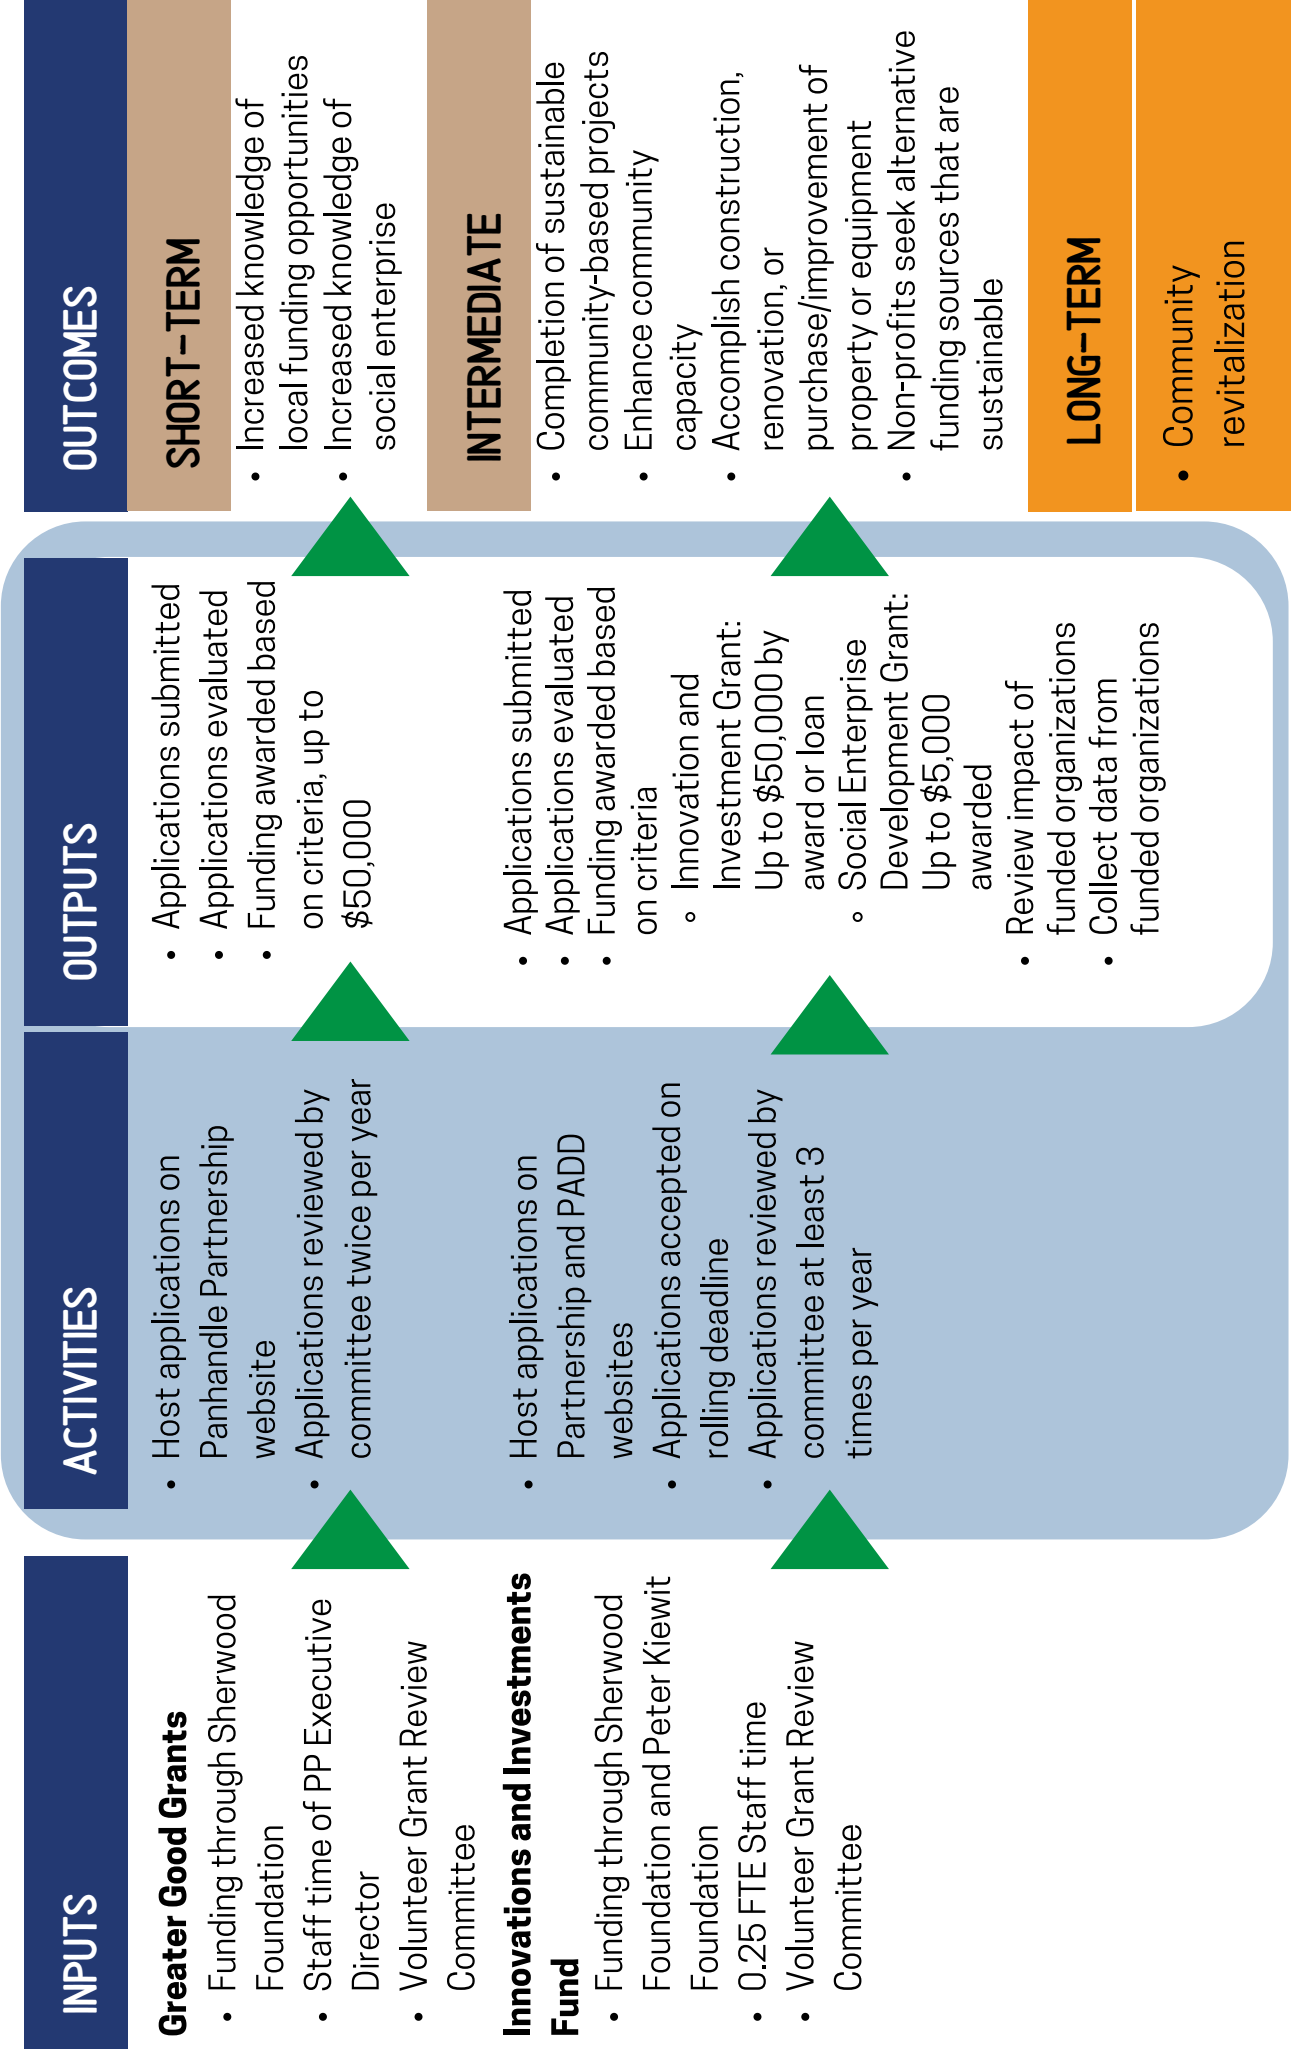 INPUTS
Greater Good Grants
• Funding through Sherwood
Foundation
• Staff time of PP Executive
Director
• Volunteer Grant Review
Committee
Innovations and Investments
Fund
• Funding through Sherwood
Foundation and Peter Kiewit
Foundation
• 0.25 FTE Staff time
• Volunteer Grant Review
Committee
ACTIVITIES
• Host applications on
Panhandle Partnership
website
• Applications reviewed by
committee twice per year
• Host applications on
Partnership and PADD
websites
• Applications accepted on
rolling deadline
• Applications reviewed by
committee at least 3
times per year
OUTPUTS
• Applications submitted
• Applications evaluated
• Funding awarded based
on criteria, up to
$50,000
• Applications submitted
• Applications evaluated
• Funding awarded based
on criteria
◦ Innovation and
Investment Grant:
Up to $50,000 by
award or loan
◦ Social Enterprise
Development Grant:
Up to $5,000
awarded
• Review impact of
funded organizations
• Collect data from
funded organizations
OUTCOMES
SHORT-TERM
• Increased knowledge of
local funding opportunities
• Increased knowledge of
social enterprise
INTERMEDIATE
• Completion of sustainable
community-based projects
• Enhance community
capacity
• Accomplish construction,
renovation, or
purchase/improvement of
property or equipment
• Non-profits seek alternative
funding sources that are
sustainable
LONG-TERM
• Community
revitalization